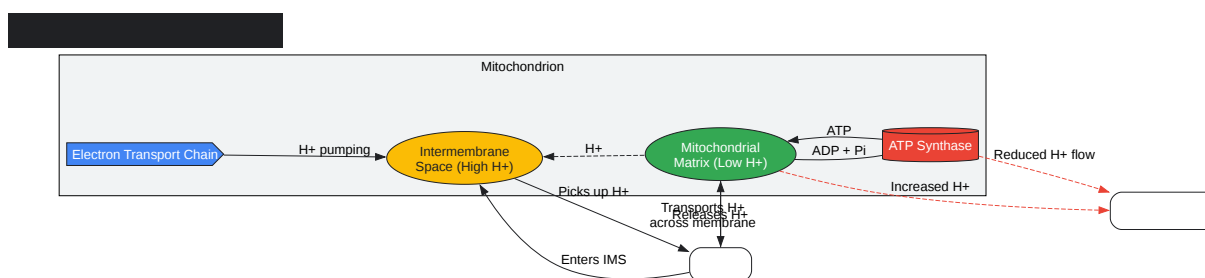 Mitochondrion
Electron Transport Chain
H+ pumping
Intermembrane
Space (High H+)
H+
Mitochondrial
Matrix (Low H+)
ATP
ADP + Pi
ATP Synthase
Reduced H+ flow
Increased H+
Picks up H+
Transports H+
across membrane
Releases H+
Enters IMS